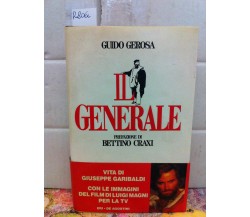 GUIDO GEROSA
IL
GENERALE
PREFAZIONE DI
BETTINO CRAXI
VITA DI
GIUSEPPE GARIBALDI
CON LE IMMAGINI
DEL FILM DI LUIGI MAGNI
PER LA TV